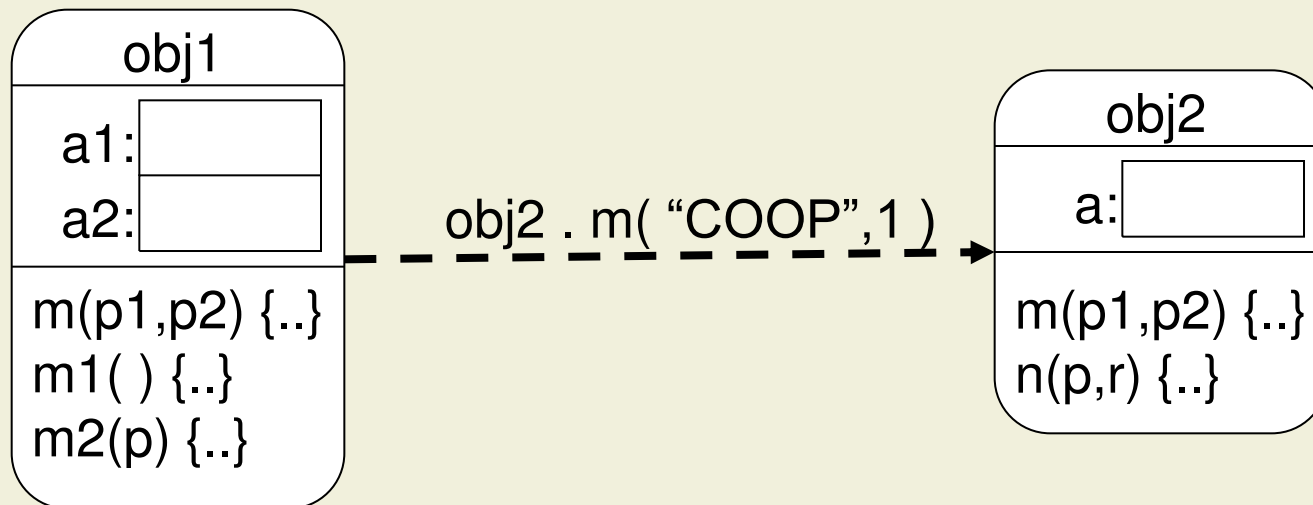 obj1
a1:
a2:
m(p1,p2) {..}
m1( ) {..}
m2(p) {..}
obj2 . m( “COOP”,1 )
obj2
a:
m(p1,p2) {..}
n(p,r) {..}